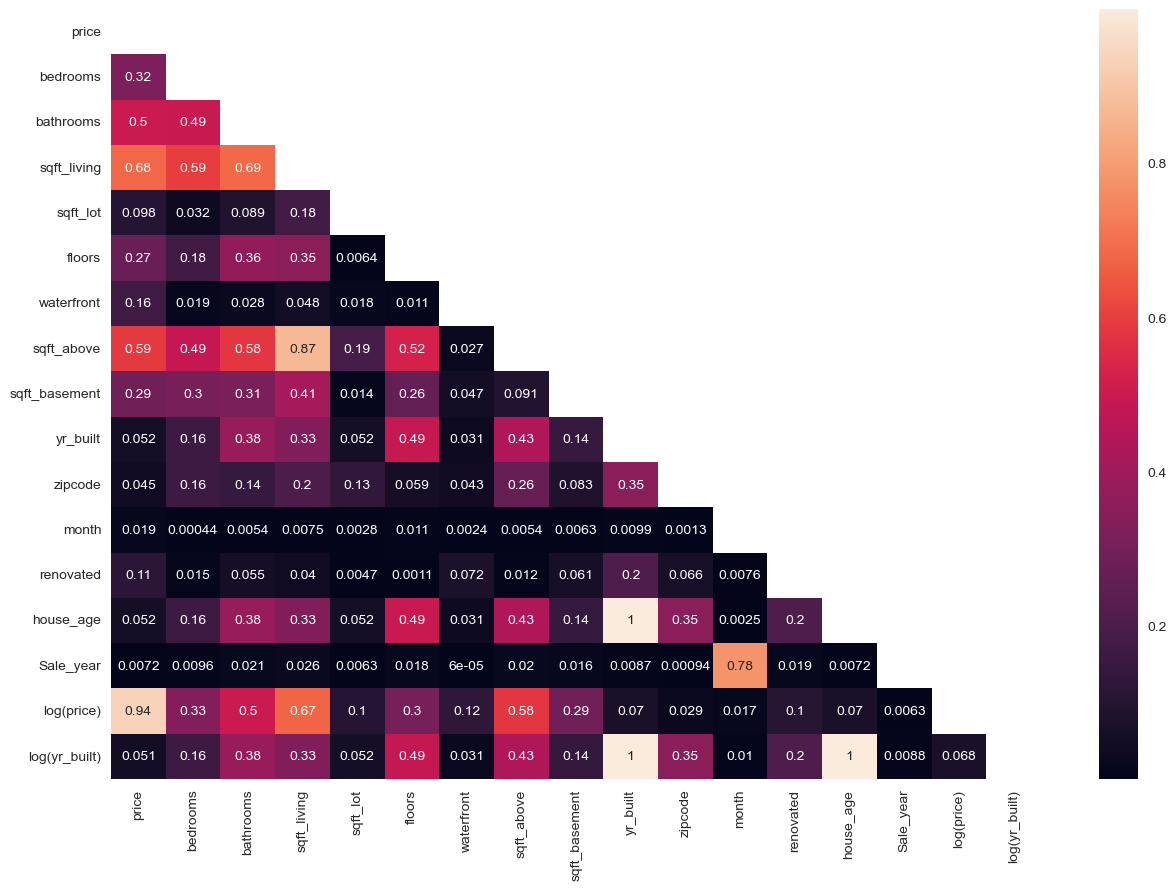 price
bedrooms 0.32
bathrooms 0.5 0.49
sqft_living 0.68 0.59 0.69
sqft_lot 0.098 0.032 0.089 0.18
floors 0.27 0.18 0.36 0.35 0.0064
waterfront 0.16 0.019 0.028 0.048 0.018 0.011
sqft_above 0.59 0.49 0.58 0.87 0.19 0.52 0.027
sqft_basement 0.29 0.3 0.31 0.41 0.014 0.26 0.047 0.091
yr_built 0.052 0.16 0.38 0.33 0.052 0.49 0.031 0.43 0.14
zipcode 0.045 0.16 0.14 0.2 0.13 0.059 0.043 0.26 0.083 0.35
month 0.019 0.00044 0.0054 0.0075 0.0028 0.011 0.0024 0.0054 0.0063 0.0099 0.0013
renovated 0.11 0.015 0.055 0.04 0.0047 0.0011 0.072 0.012 0.061 0.2 0.066 0.0076
house_age 0.052 0.16 0.38 0.33 0.052 0.49 0.031 0.43 0.14 1 0.35 0.0025 0.2
Sale_year 0.0072 0.0096 0.021 0.026 0.0063 0.018 6e-05 0.02 0.016 0.0087 0.00094 0.78 0.019 0.0072
log(price) 0.94 0.33 0.5 0.67 0.1 0.3 0.12 0.58 0.29 0.07 0.029 0.017 0.1 0.07 0.0063
log(yr_built) 0.051 0.16 0.38 0.33 0.052 0.49 0.031 0.43 0.14 1 0.35 0.01 0.2 1 0.0088 0.068
price
bedrooms
bathrooms
sqft_living
sqft_lot
floors
waterfront
sqft_above
sqft_basement
yr_built
zipcode
month
renovated
house_age
Sale_year
log(price)
log(yr_built)
0.8
0.6
0.4
0.2